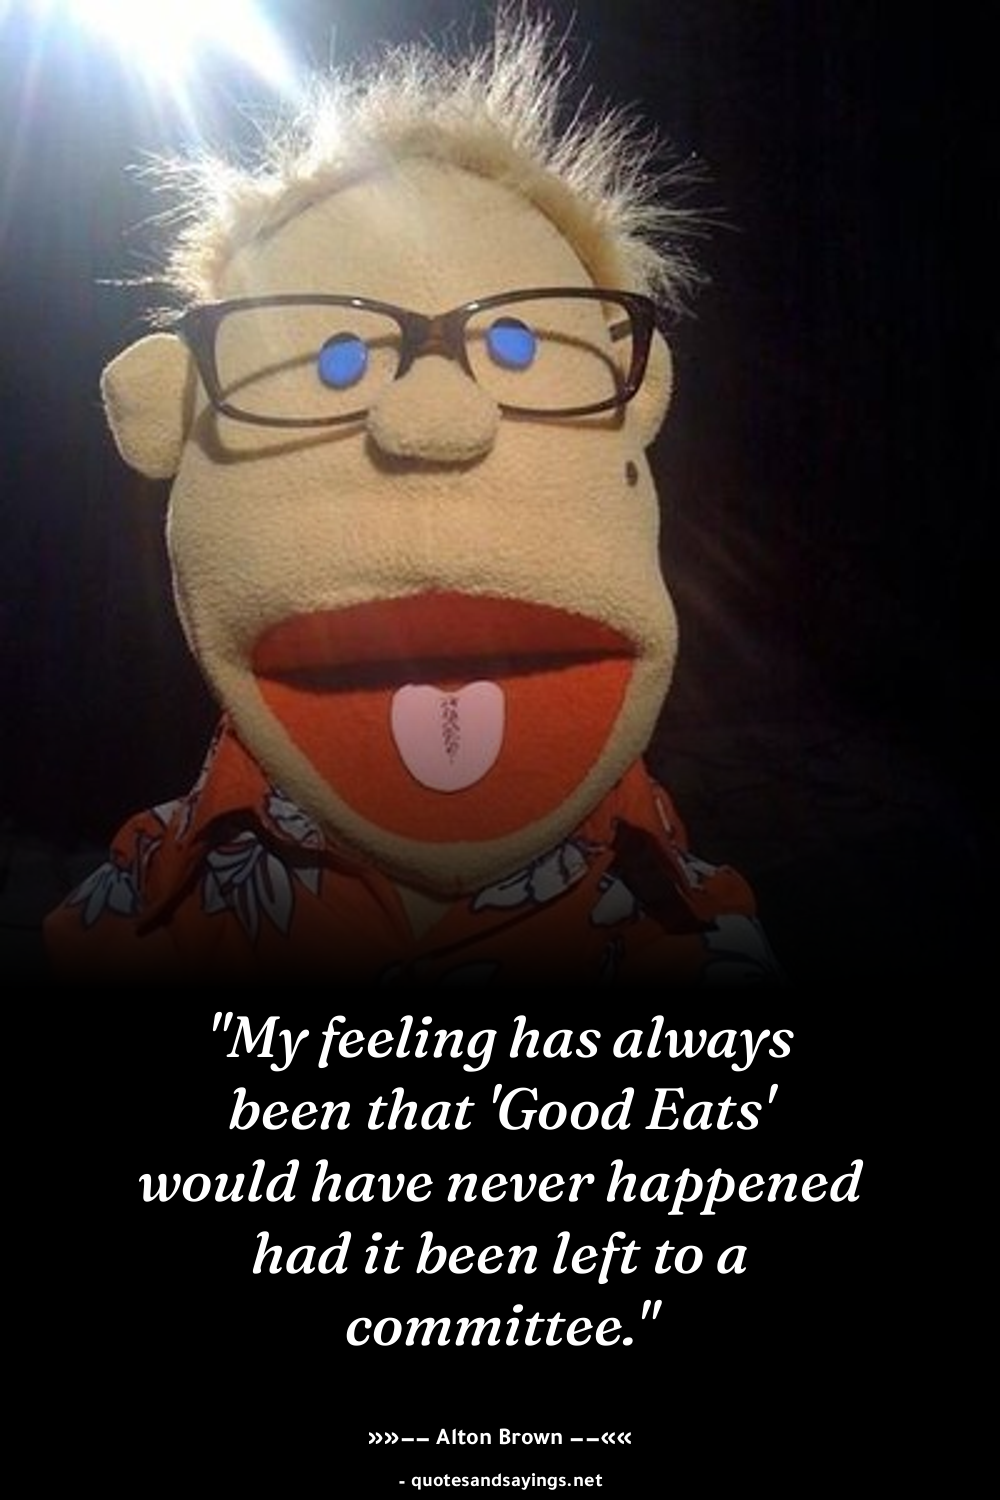 "My feeling has always
been that 'Good Eats'
would have never happened
had it been left to a
committee."
»»–– Alton Brown ––««
- quotesandsayings.net